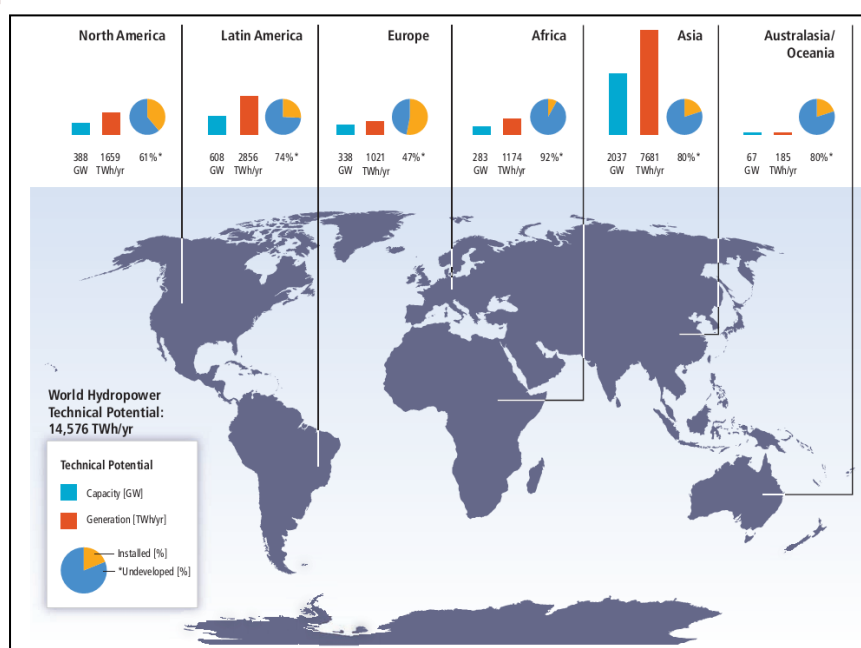 North America
388
GW
1659
TWh/yr
61%*
Latin America
608
GW
2856
TWh/yr
74%*
Europe
338
GW
1021
TWh/yr
47%*
Africa
283
GW
1174
TWh/yr
92%*
Asia
2037
GW
7681
TWh/yr
80%*
Australasia/
Oceania
67
GW
185
TWh/yr
80%*
World Hydropower
Technical Potential:
14,576 TWh/yr
Technical Potential
Capacity [GW]
Generation [TWh/yr]
Installed [%]
*Undeveloped [%]